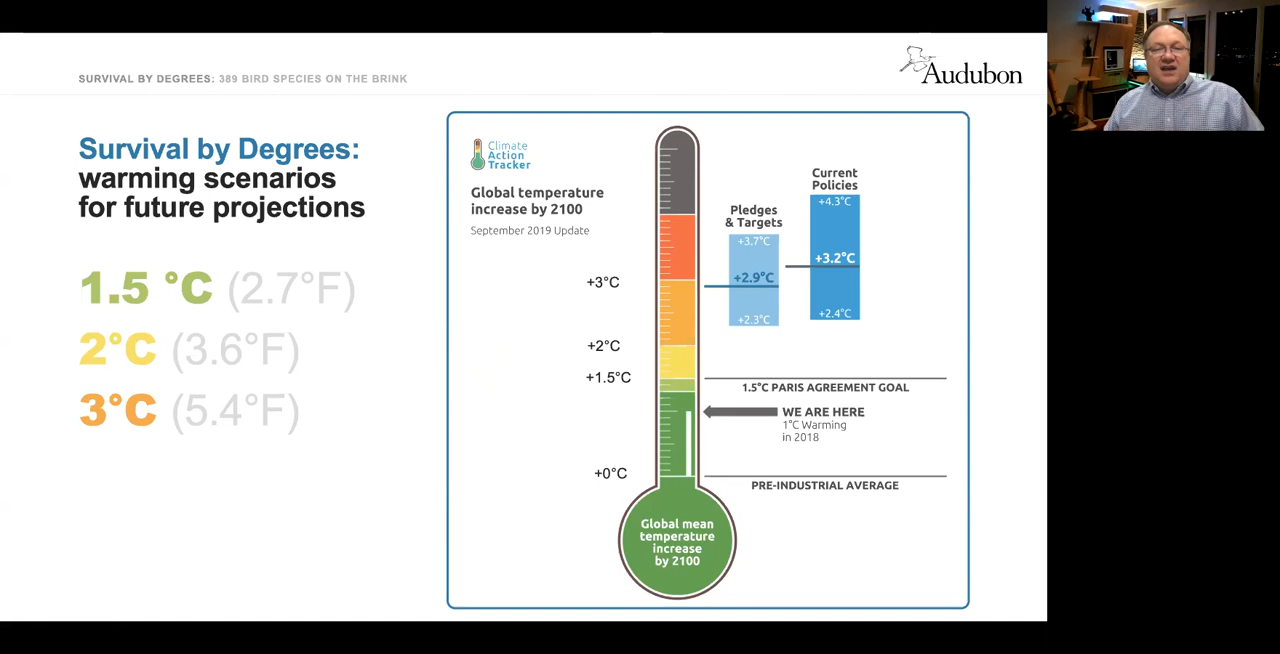 SURVIVAL BY DEGREES: 389 BIRD SPECIES ON THE BRINK
Audubon
Survival by Degrees:
warming scenarios
for future projections
1.5 °C (2.7°F)
2°C (3.6°F)
3°C (5.4°F)
Climate
Action
Tracker
Global temperature
increase by 2100
September 2019 Update
+3°C
+2°C
+1.5°C
+0°C
Pledges
& Targets
+3.7°C
+2.9°C
+2.3°C
Current
Policies
+4.3°C
+3.2°C
+2.4°C
1.5°C PARIS AGREEMENT GOAL
WE ARE HERE
1°C Warming
in 2018
PRE-INDUSTRIAL AVERAGE
Global mean
temperature
increase
by 2100